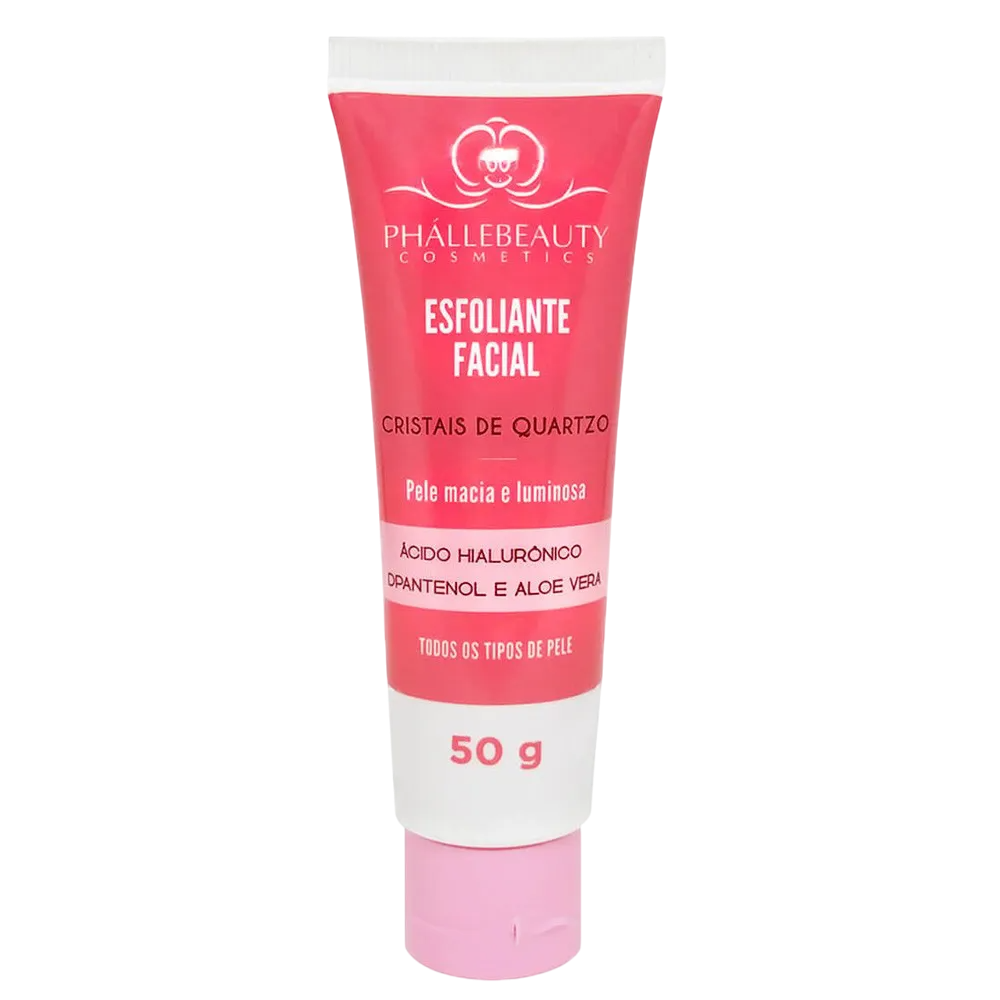 PHÁLLEBEAUTY
COSMETICS
ESFOLIANTE
FACIAL
CRISTAIS DE QUARTZO
Pele macia e luminosa
ÁCIDO HIALURÔNICO
DPANTENOL E ALOE VERA
TODOS OS TIPOS DE PELE
50 g